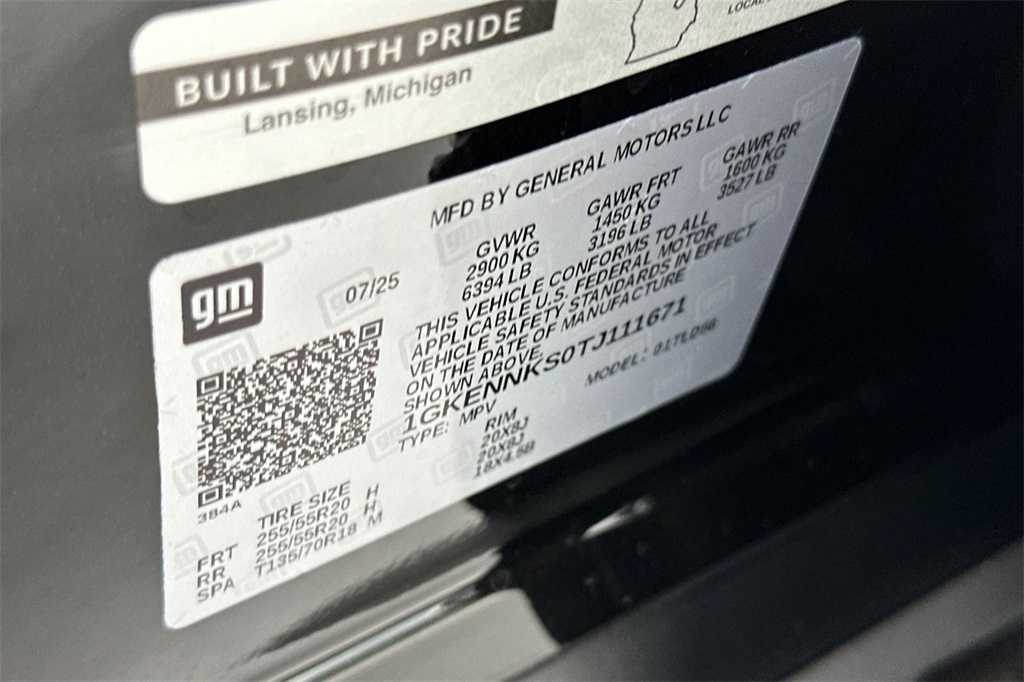 BUILT WITH PRIDE
Lansing, Michigan
MFD BY GENERAL MOTORS LLC
gm
07/25
GVWR
2900 KG
6394 LB
GAWR FRT
1450 KG
3196 LB
GAWR RR
1600 KG
3527 LB
THIS VEHICLE CONFORMS TO ALL
APPLICABLE U.S. FEDERAL MOTOR
VEHICLE SAFETY STANDARDS IN EFFECT
ON THE DATE OF MANUFACTURE
SHOWN ABOVE.
1GKENNKS0TJ111671
TYPE: MPV
MODEL:
384A
TIRE SIZE
RIM
FRT 255/55R20 H 20X8J
RR 255/55R20 H 20X8J
SPA T135/70R18 M 18X4.5B